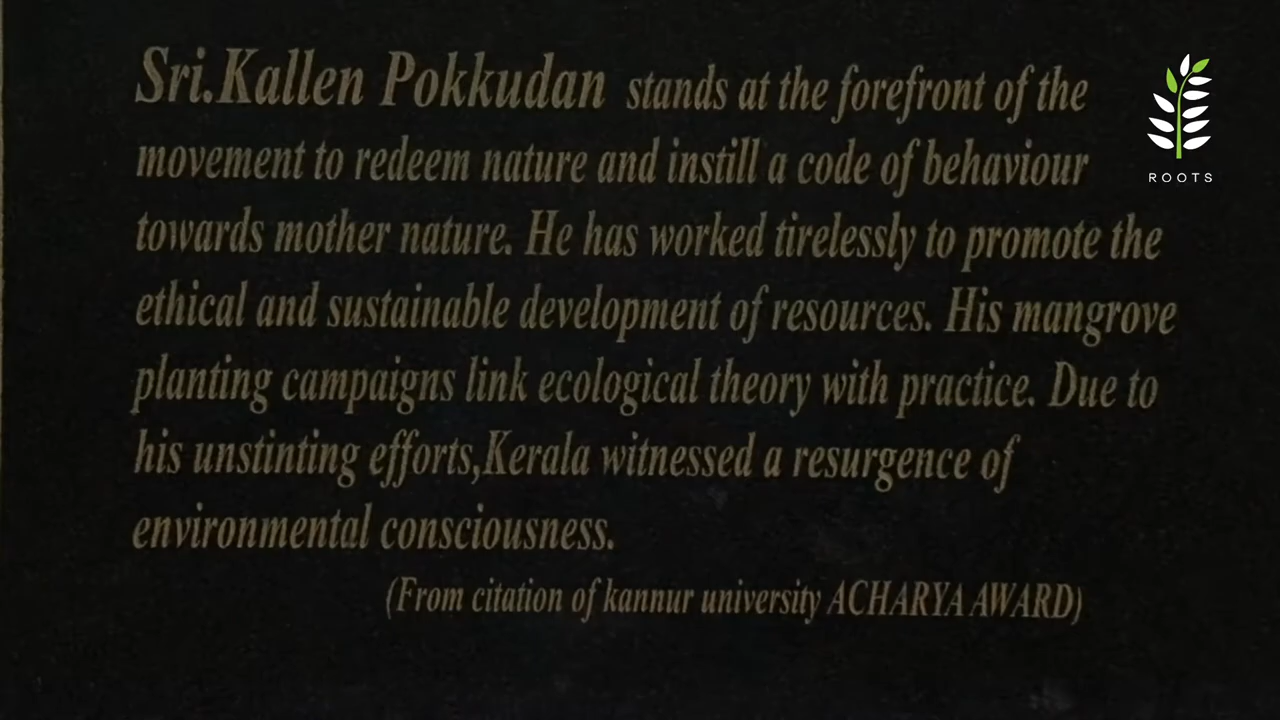 Sri.Kallen Pokkudan stands at the forefront of the
movement to redeem nature and instill a code of behaviour
towards mother nature. He has worked tirelessly to promote the
ethical and sustainable development of resources. His mangrove
planting campaigns link ecological theory with practice. Due to
his unstinting efforts,Kerala witnessed a resurgence of
environmental consciousness.
(From citation of kannur university ACHARYA AWARD)
ROOTS